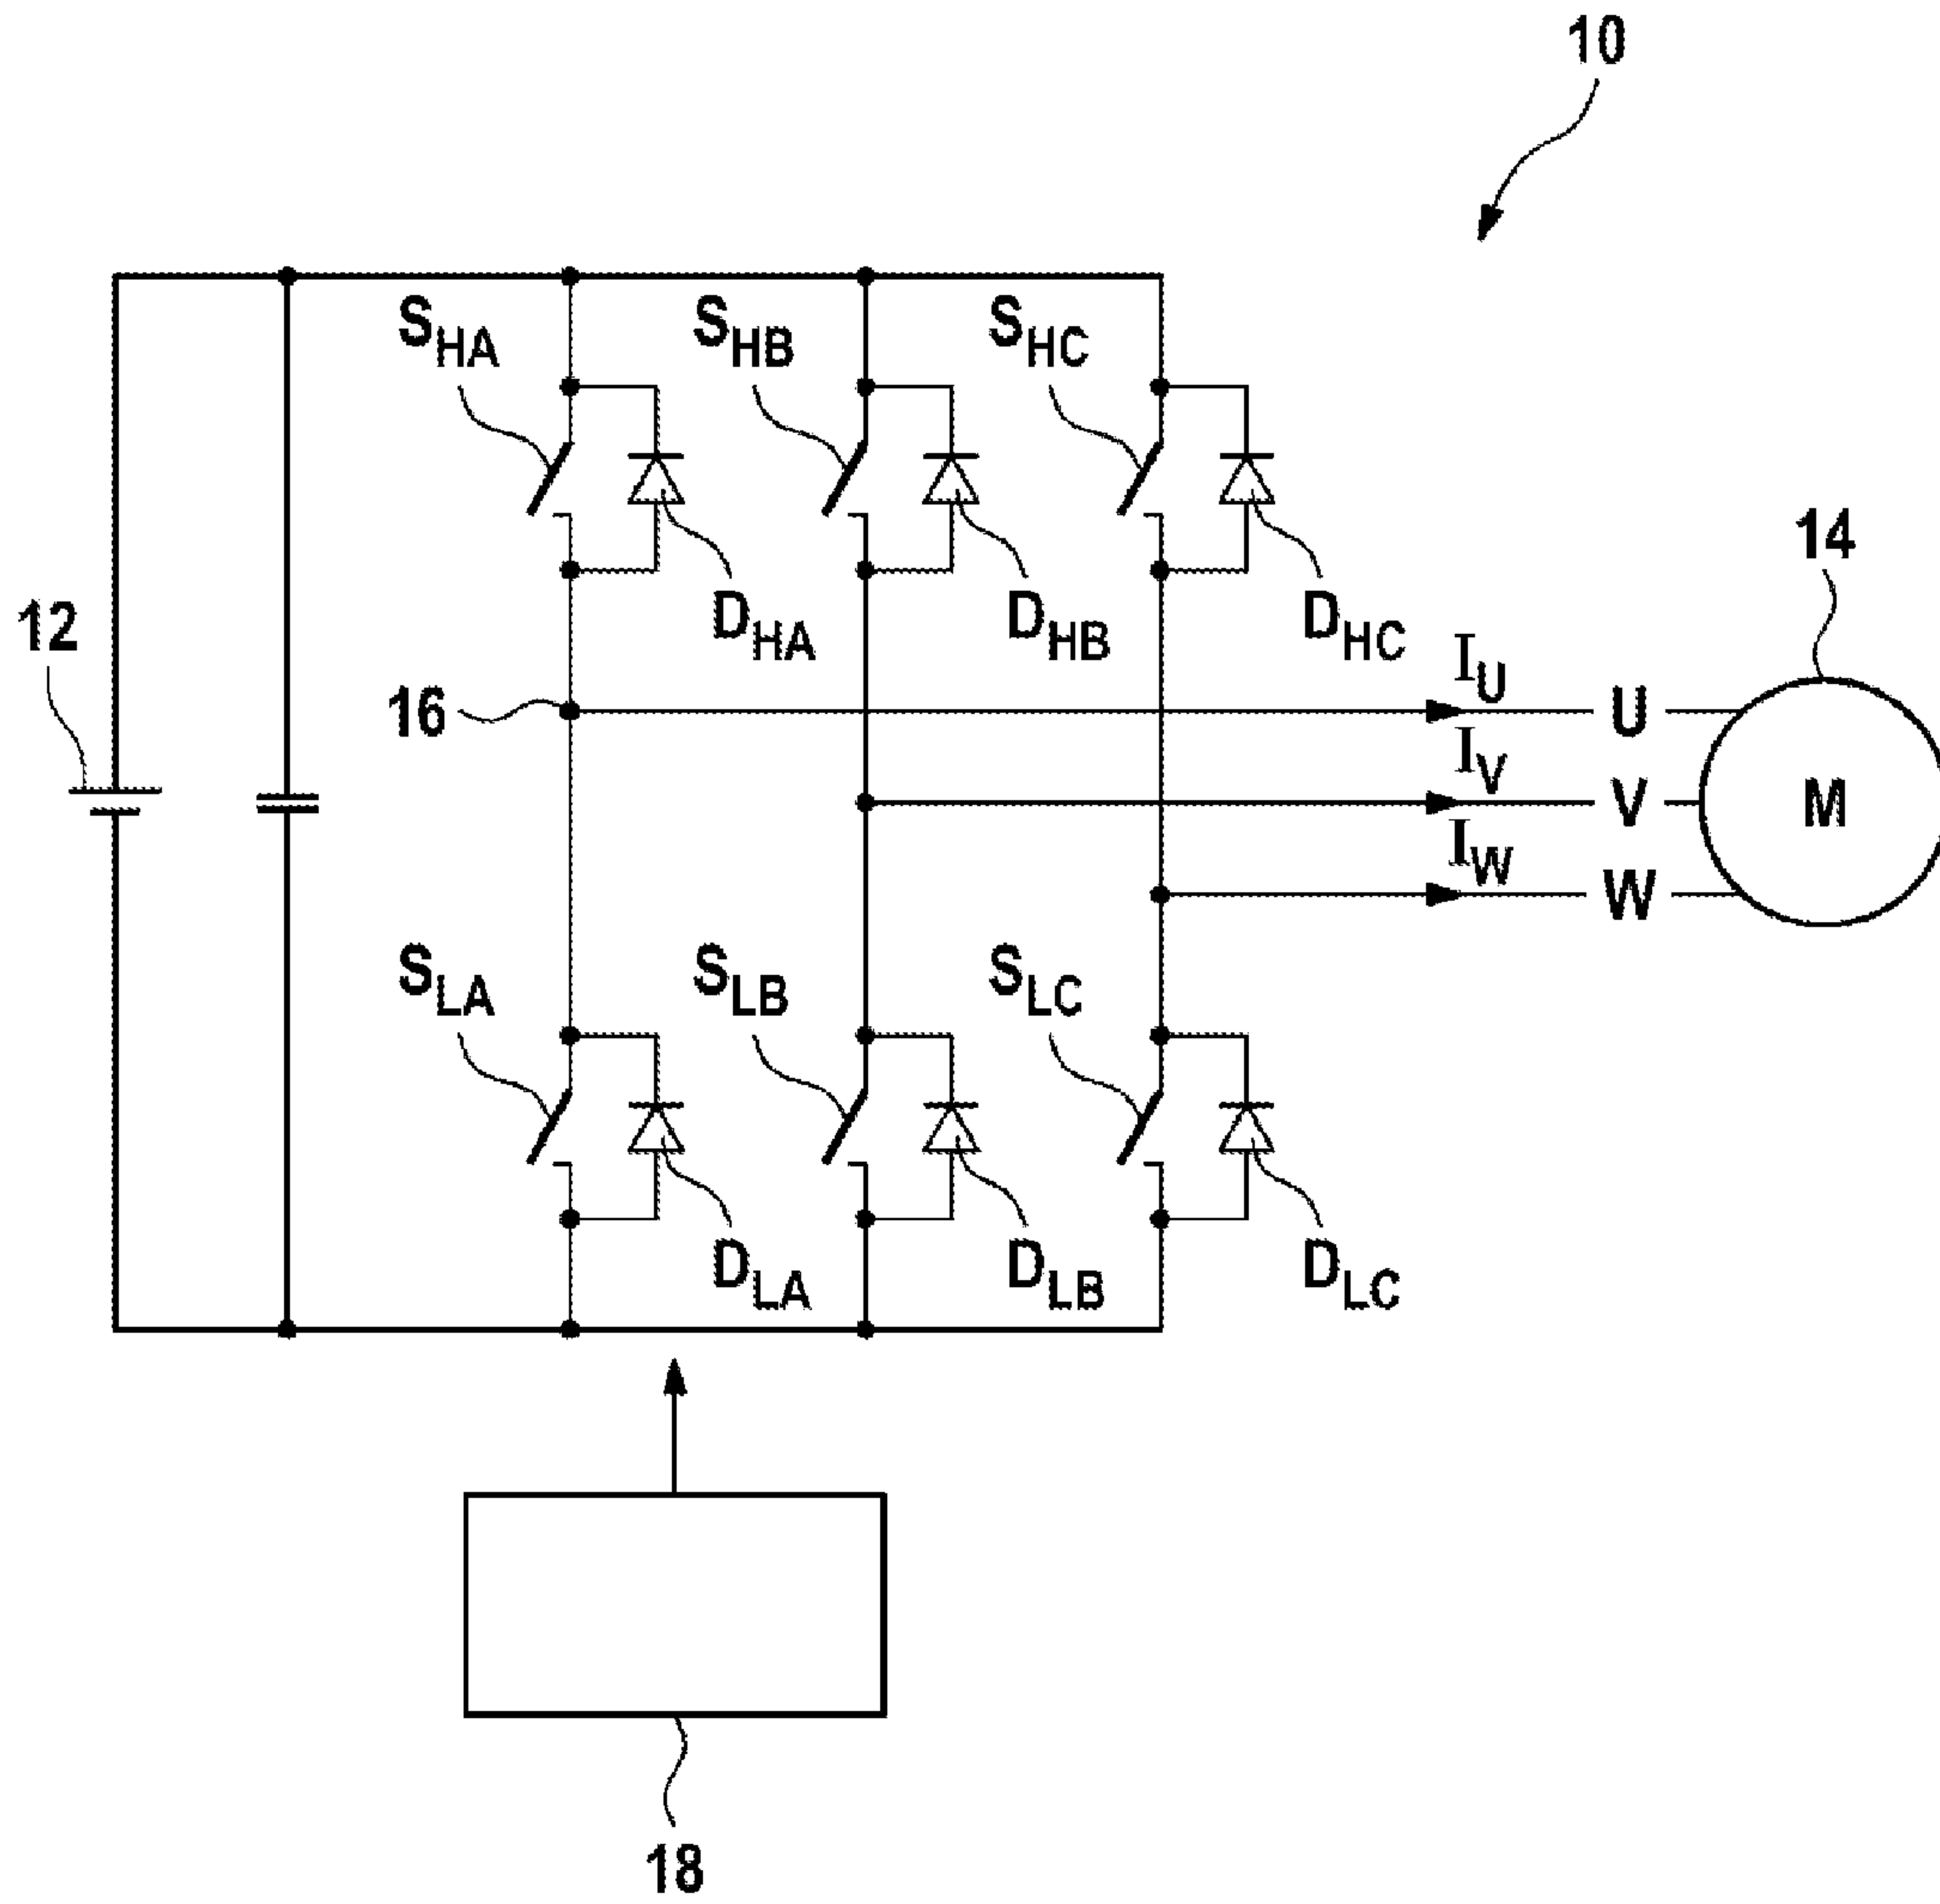 10
S_HA S_HB S_HC
14
12
D_HA D_HB D_HC
I_U
16
U
I_V
V
M
I_W
W
S_LA S_LB S_LC
D_LA D_LB D_LC
18